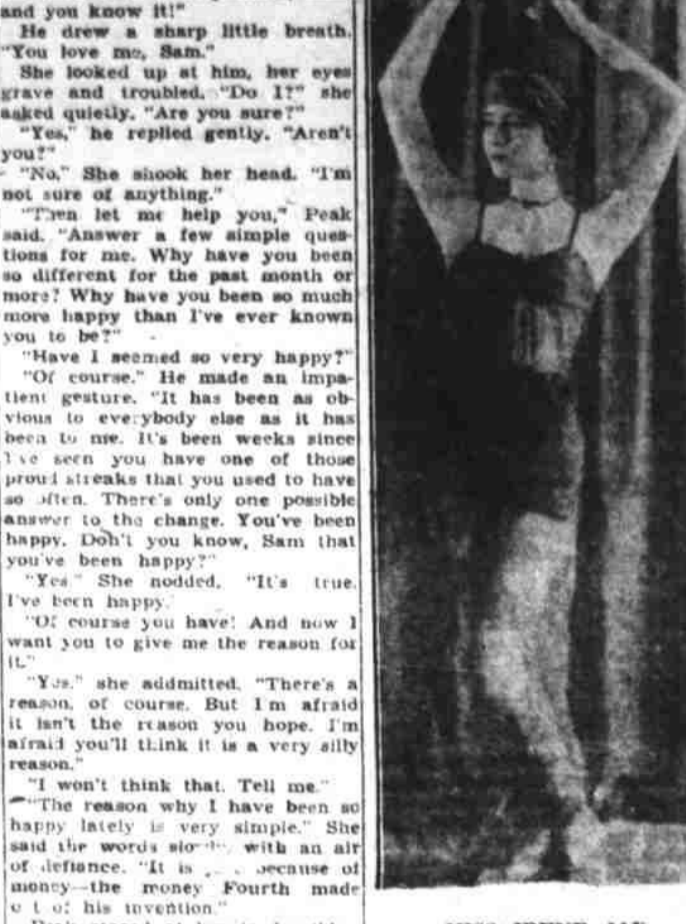 and you know it!"
He drew a sharp little breath.
"You love me, Sam."
She looked up at him, her eyes
grave and troubled. "Do I?" she
asked quietly. "Are you sure?"
"Yes," he replied gently. "Aren't
you?"
"No," She shook her head. "I'm
not sure of anything."
"Then let me help you," Peak
said. "Answer a few simple ques-
tions for me. Why have you been
so different for the past month or
more? Why have you been so much
more happy than I've ever known
you to be?"
"Have I seemed so very happy?"
"Of course." He made an impa-
tient gesture. "It has been as ob-
vious to everybody else as it has
been to me. It's been weeks since
I've seen you have one of those
proud streaks that you used to have
so often. There's only one possible
answer to the change. You've been
happy. Doh't you know, Sam that
you've been happy?"
"Yes" She nodded. "It's true.
I've been happy.
"Of course you have! And now I
want you to give me the reason for
it."
"Yes." she addmitted. "There's a
reason, of course. But I'm afraid
it isn't the reason you hope. I'm
afraid you'll think it is a very silly
reason."
"I won't think that. Tell me."
"The reason why I have been so
happy lately is very simple." She
said the words slowly, with an air
of defiance. "It is because of
money—the money Fourth made
out of his invention."